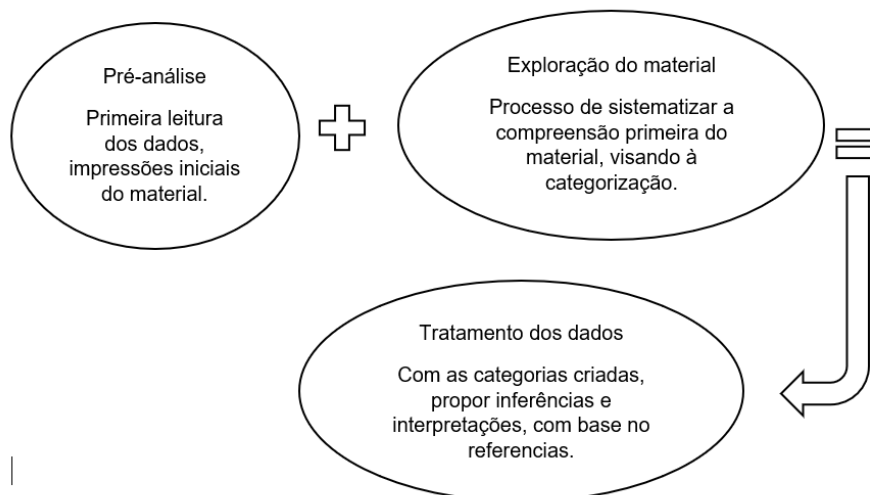 Pré-análise
Primeira leitura
dos dados,
impressões iniciais
do material.
Exploração do material
Processo de sistematizar a
compreensão primeira do
material, visando à
categorização.
Tratamento dos dados
Com as categorias criadas,
propor inferências e
interpretações, com base no
referencias.